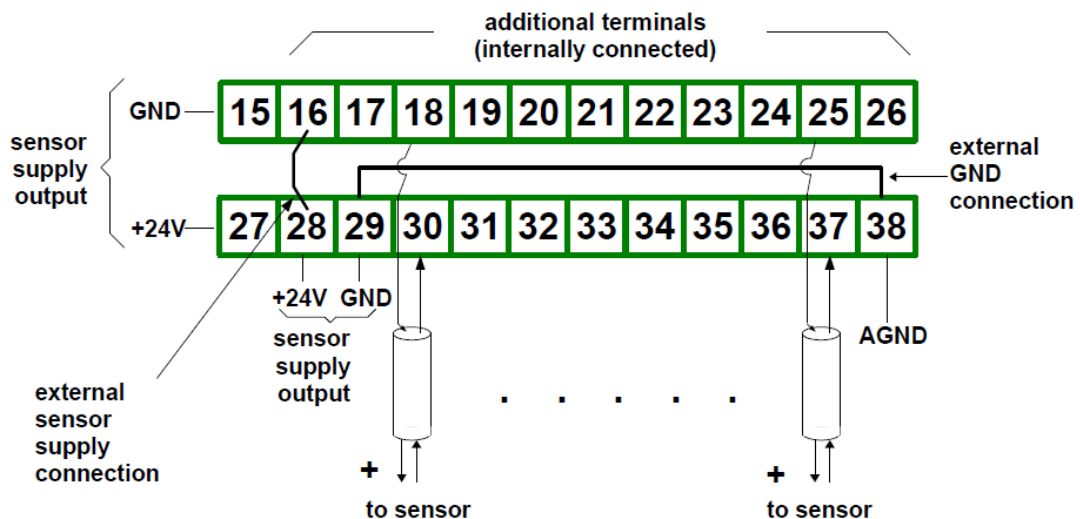 additional terminals
(internally connected)
GND
15 16 17 18 19 20 21 22 23 24 25 26
sensor
supply
output
external
GND
connection
+24V
27 28 29 30 31 32 33 34 35 36 37 38
+24V GND
sensor
supply
output
AGND
external
sensor
supply
connection
. . . . .
+
to sensor
+
to sensor